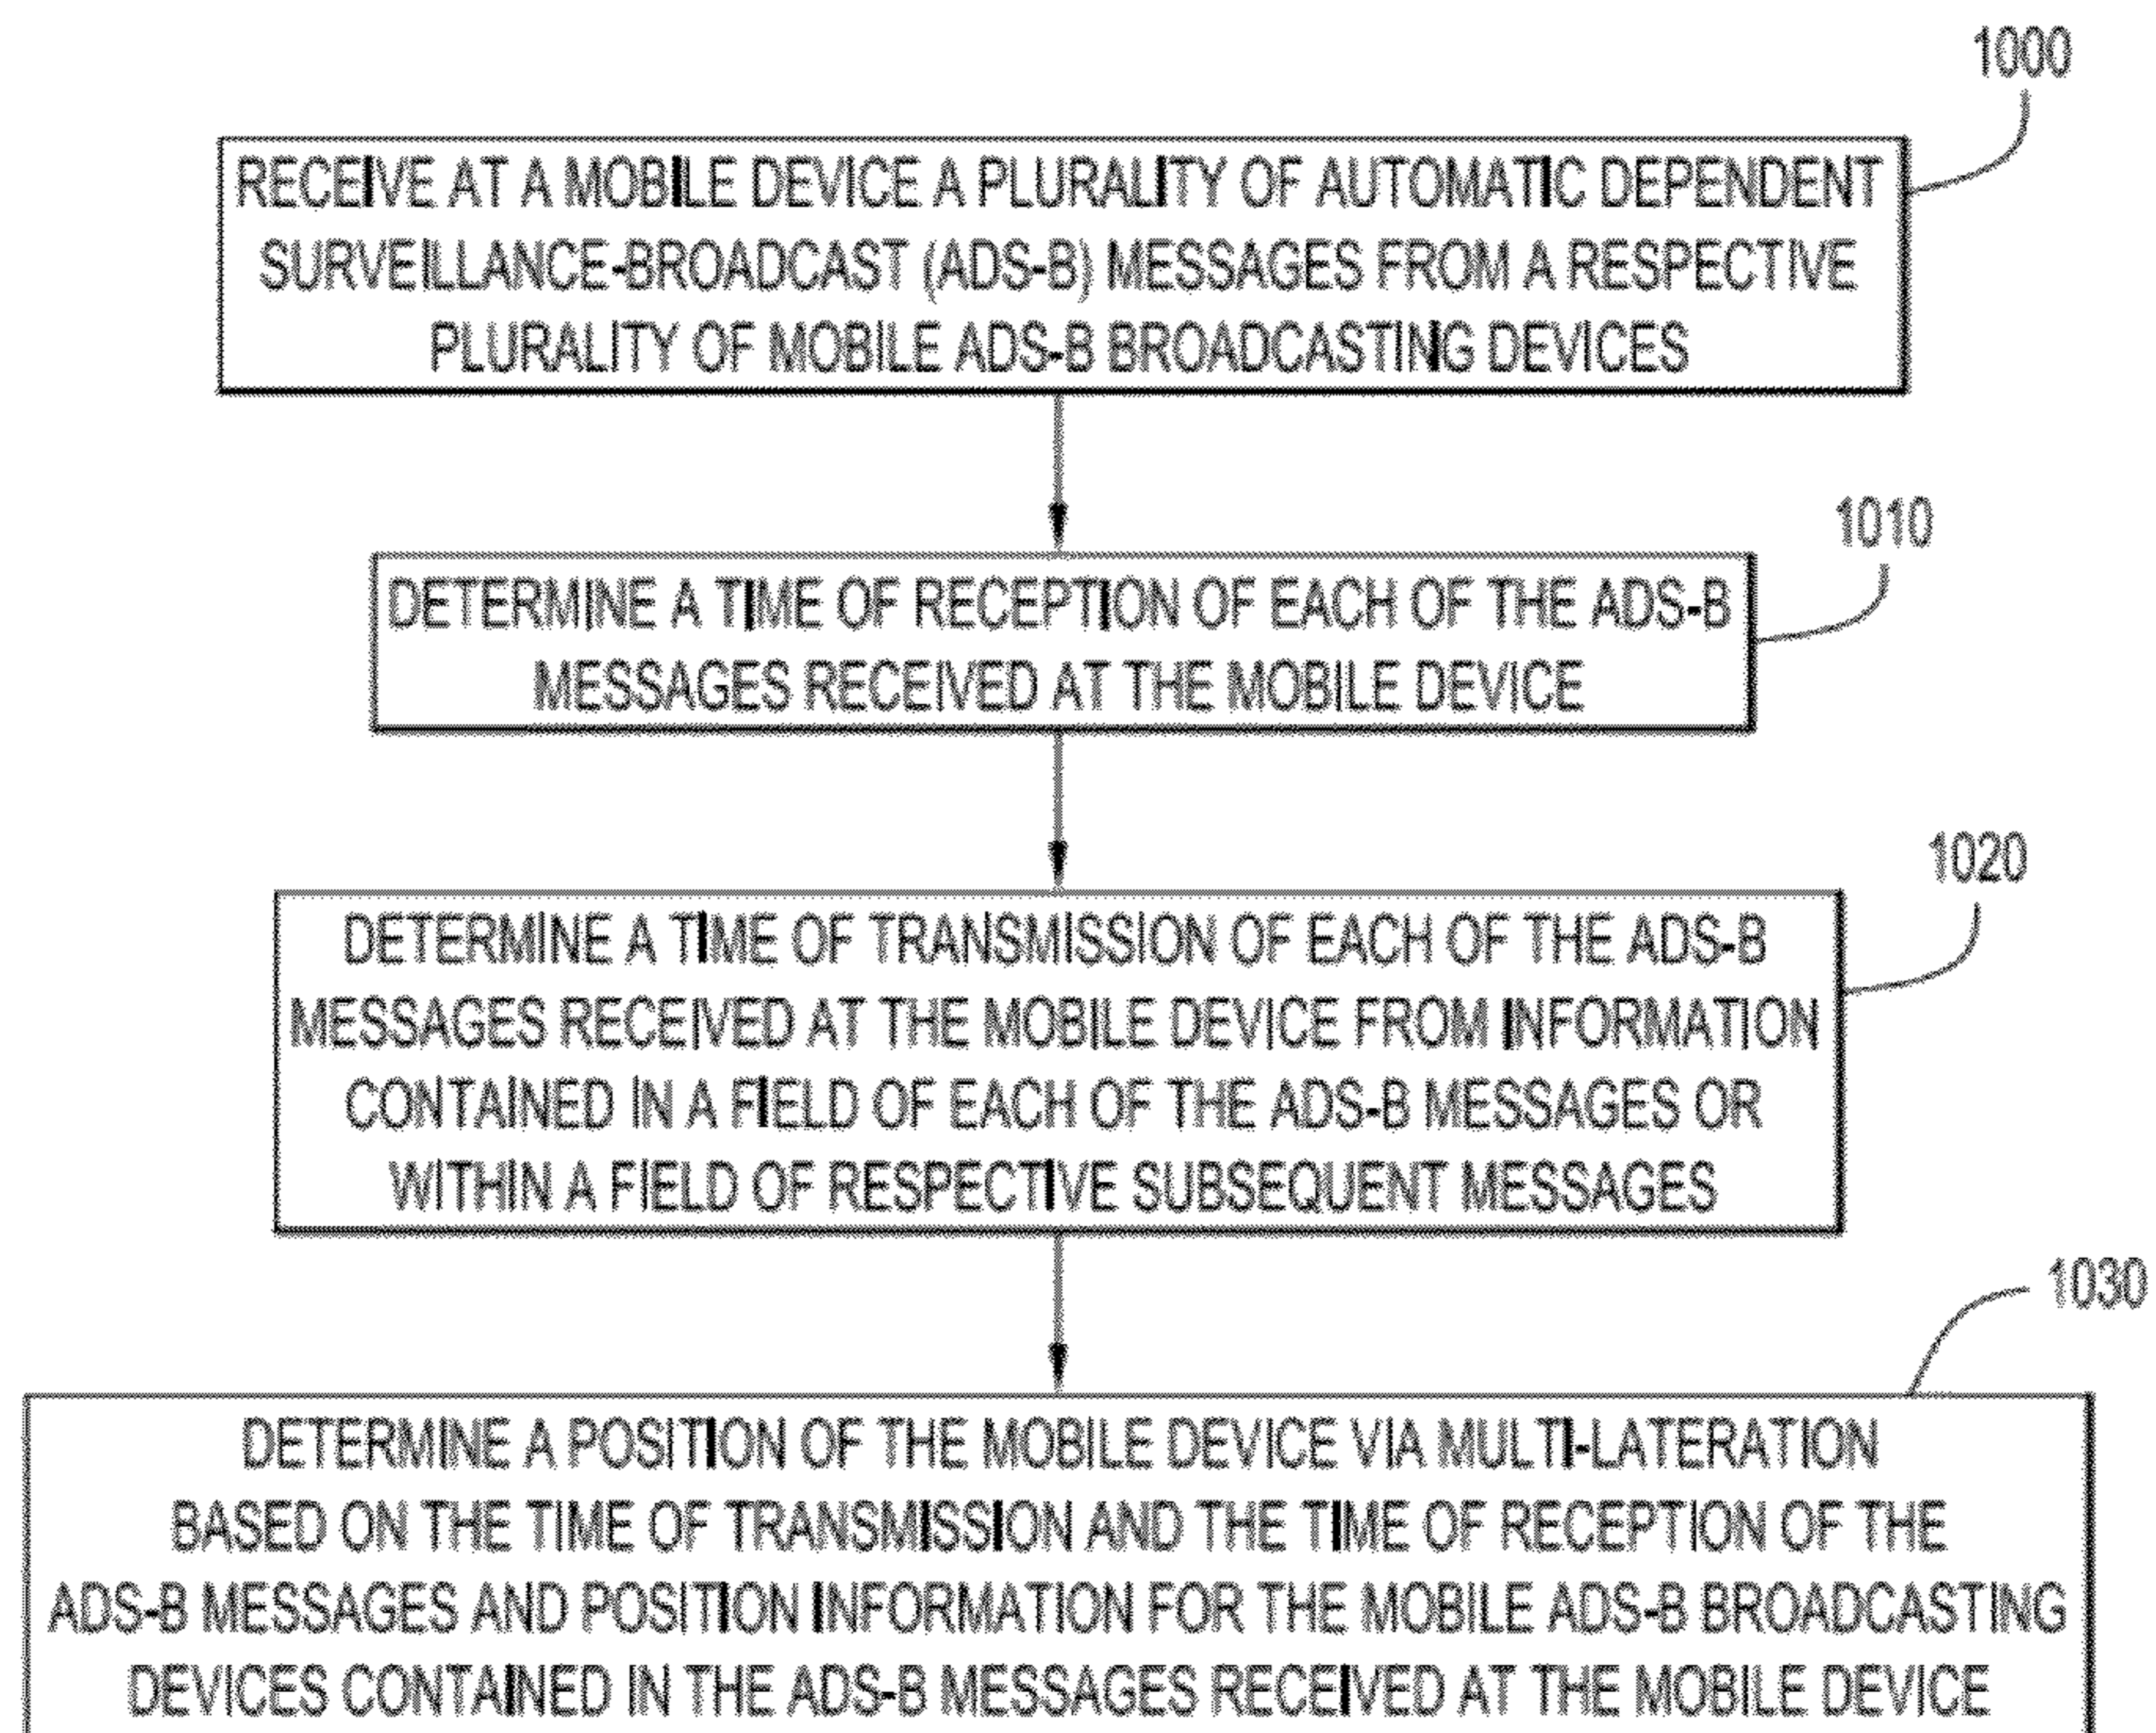 1000
RECEIVE AT A MOBILE DEVICE A PLURALITY OF AUTOMATIC DEPENDENT
SURVEILLANCE-BROADCAST (ADS-B) MESSAGES FROM A RESPECTIVE
PLURALITY OF MOBILE ADS-B BROADCASTING DEVICES
1010
DETERMINE A TIME OF RECEPTION OF EACH OF THE ADS-B
MESSAGES RECEIVED AT THE MOBILE DEVICE
1020
DETERMINE A TIME OF TRANSMISSION OF EACH OF THE ADS-B
MESSAGES RECEIVED AT THE MOBILE DEVICE FROM INFORMATION
CONTAINED IN A FIELD OF EACH OF THE ADS-B MESSAGES OR
WITHIN A FIELD OF RESPECTIVE SUBSEQUENT MESSAGES
1030
DETERMINE A POSITION OF THE MOBILE DEVICE VIA MULTI-LATERATION
BASED ON THE TIME OF TRANSMISSION AND THE TIME OF RECEPTION OF THE
ADS-B MESSAGES AND POSITION INFORMATION FOR THE MOBILE ADS-B BROADCASTING
DEVICES CONTAINED IN THE ADS-B MESSAGES RECEIVED AT THE MOBILE DEVICE